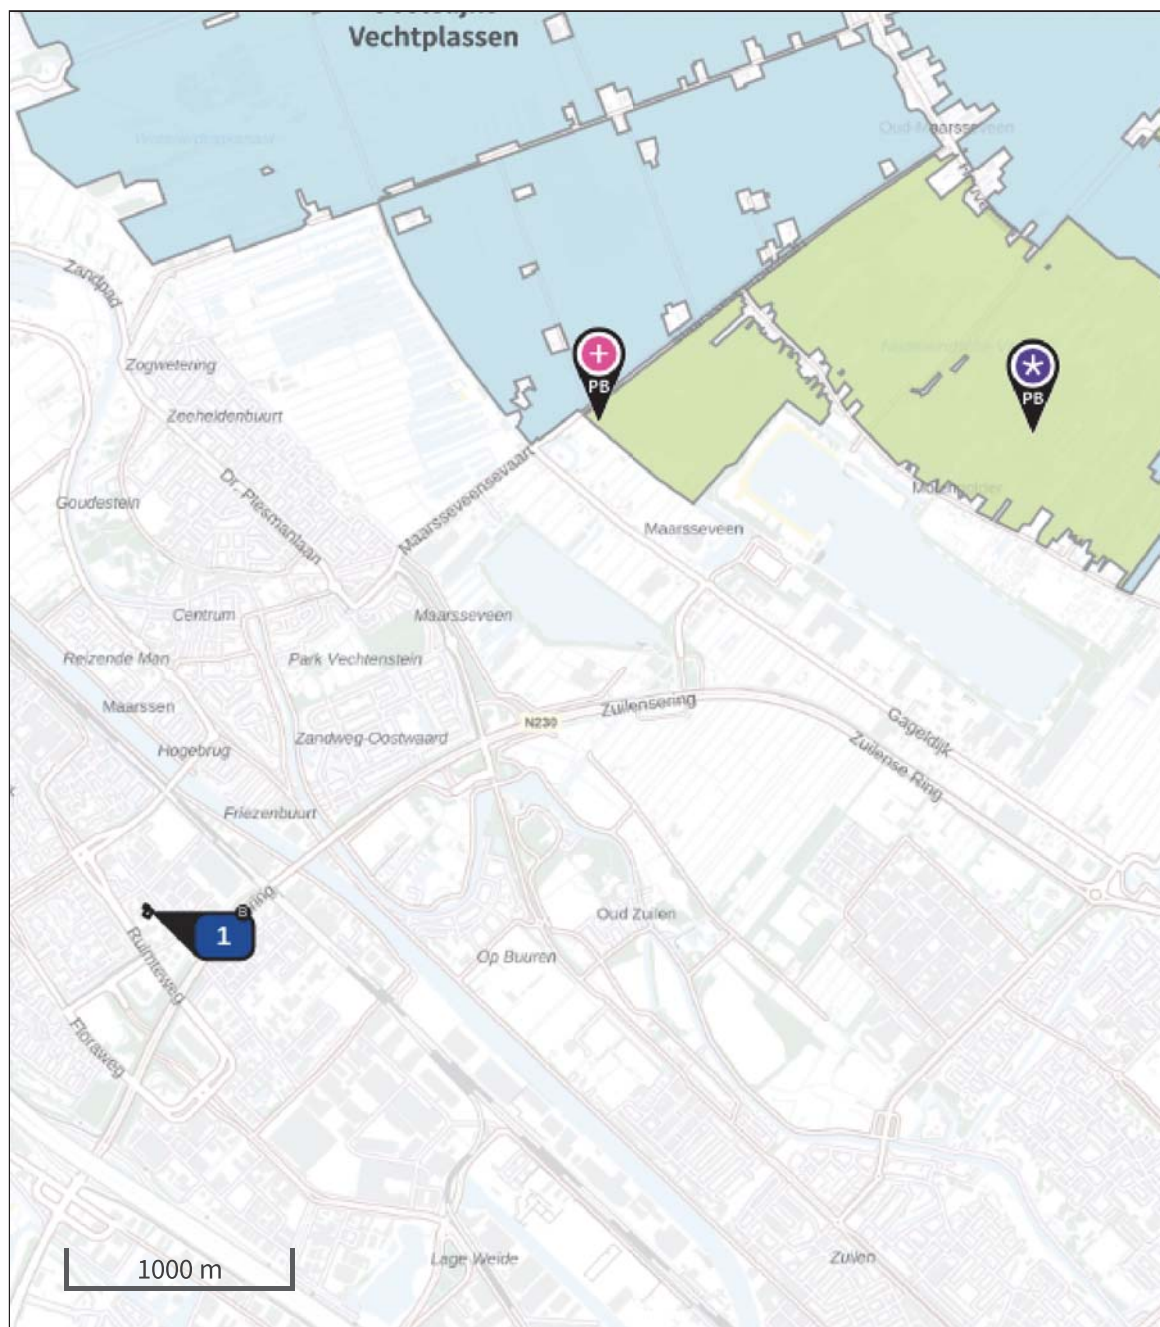 Vechtplassen
Oud-Maarsseveen
Zandpad
Zogwetering
PB
PB
Zeeheldenbuurt
Dr. Plesmanlaan
Goudestein
Maarsseveensevaart
Molenpolder
Maarsseveen
Centrum
Maarsseveen
Reizende Man
Park Vechtenstein
Maarssen
Zuilensering
N230
Hogebrug
Zandweg-Oostwaard
Gageldijk
Zuilense Ring
Friezenbuurt
B
ring
1
Oud Zuilen
Ruimteweg
Op Buuren
Floraweg
1000 m
Lage Weide
Zuilen